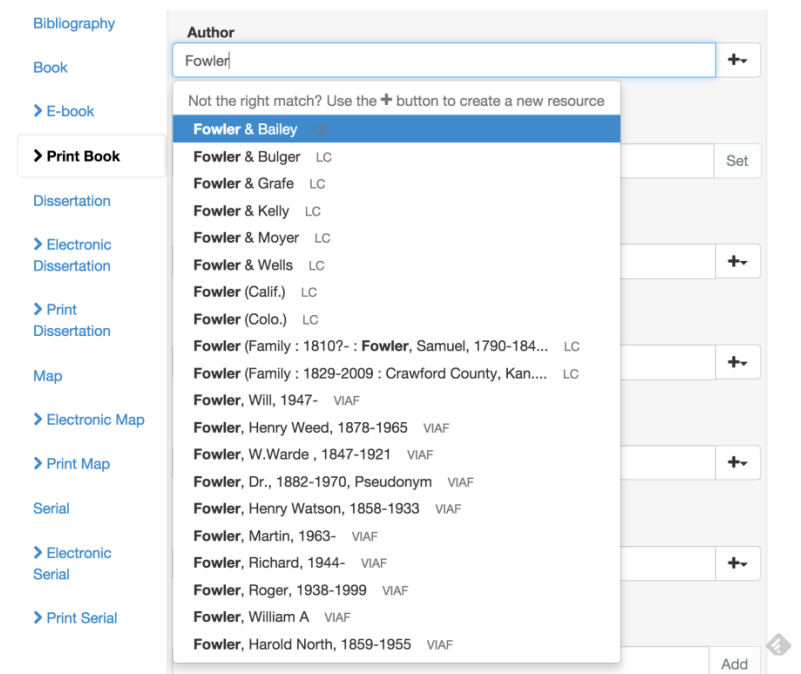 Bibliography
Book
E-book
Print Book
Dissertation
Electronic
Dissertation
Print
Dissertation
Map
Electronic Map
Print Map
Serial
Electronic
Serial
Print Serial
Author
Fowler
Not the right match? Use the + button to create a new resource
Fowler & Bailey LC
Fowler & Bulger LC
Fowler & Grafe LC
Fowler & Kelly LC
Fowler & Moyer LC
Fowler & Wells LC
Fowler (Calif.) LC
Fowler (Colo.) LC
Fowler (Family : 1810?- : Fowler, Samuel, 1790-184... LC
Fowler (Family : 1829-2009 : Crawford County, Kan.... LC
Fowler, Will, 1947- VIAF
Fowler, Henry Weed, 1878-1965 VIAF
Fowler, W.Warde , 1847-1921 VIAF
Fowler, Dr., 1882-1970, Pseudonym VIAF
Fowler, Henry Watson, 1858-1933 VIAF
Fowler, Martin, 1963- VIAF
Fowler, Richard, 1944- VIAF
Fowler, Roger, 1938-1999 VIAF
Fowler, William A VIAF
Fowler, Harold North, 1859-1955 VIAF
Set
Add